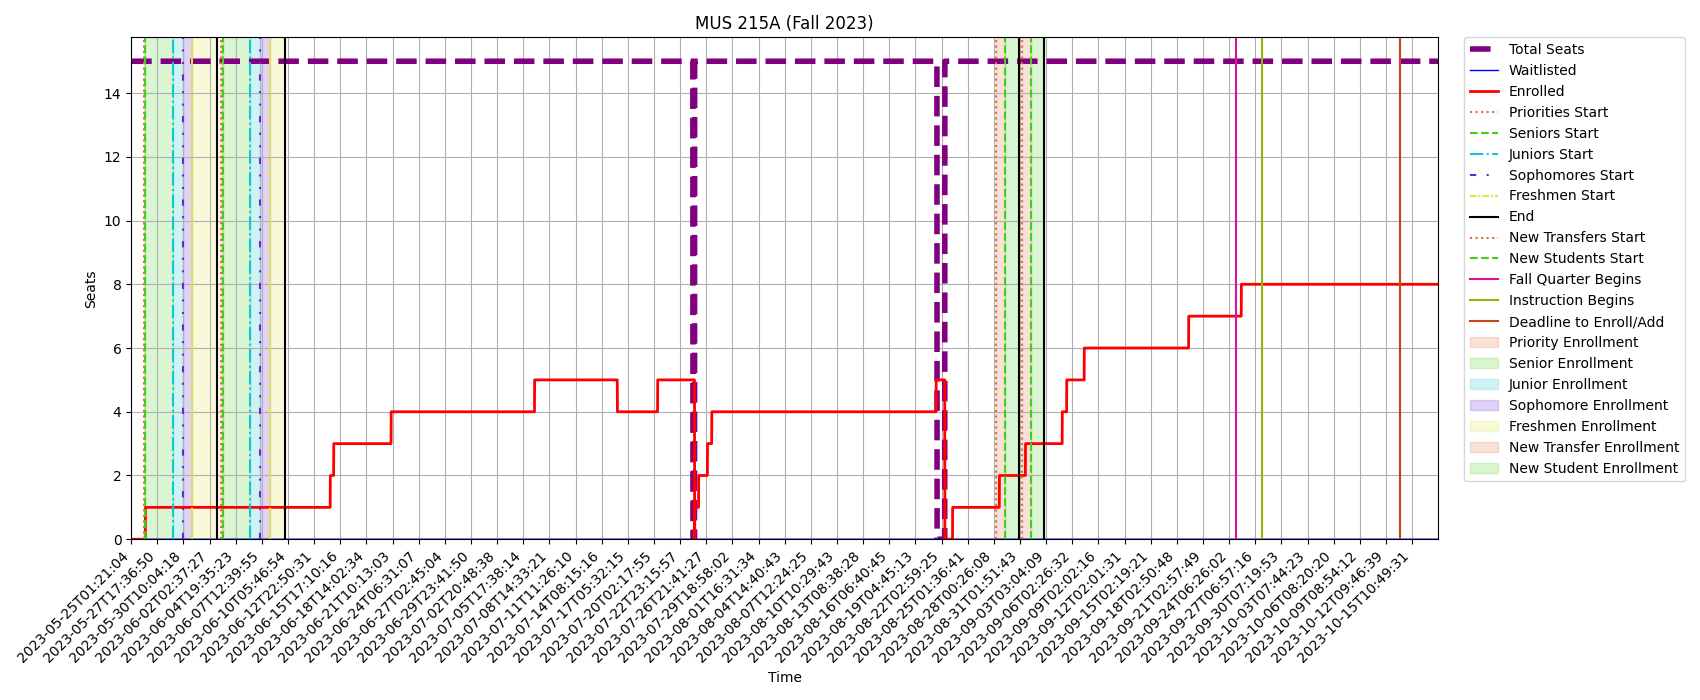 MUS 215A (Fall 2023)
Seats
14
12
10
8
6
4
2
0
2023-05-25T01:21:04
2023-05-27T17:36:50
2023-05-30T10:04:18
2023-06-02T02:37:27
2023-06-04T19:35:23
2023-06-07T12:39:55
2023-06-10T05:46:54
2023-06-12T22:50:31
2023-06-15T17:10:16
2023-06-18T14:02:34
2023-06-21T10:13:03
2023-06-24T06:31:07
2023-06-27T02:45:04
2023-06-29T23:41:50
2023-07-02T20:48:38
2023-07-05T17:38:14
2023-07-08T14:33:21
2023-07-11T11:26:10
2023-07-14T08:15:16
2023-07-17T05:32:15
2023-07-20T02:17:55
2023-07-22T23:15:57
2023-07-26T21:41:27
2023-07-29T18:58:02
2023-08-01T16:31:34
2023-08-04T14:40:43
2023-08-07T12:24:25
2023-08-10T10:29:43
2023-08-13T08:38:28
2023-08-16T06:40:45
2023-08-19T04:45:13
2023-08-22T02:59:25
2023-08-25T01:36:41
2023-08-28T00:26:08
2023-08-31T01:51:43
2023-09-03T03:04:09
2023-09-06T02:26:32
2023-09-09T02:02:16
2023-09-12T02:01:31
2023-09-15T02:19:21
2023-09-18T02:50:48
2023-09-21T02:57:49
2023-09-24T06:26:02
2023-09-27T06:57:16
2023-09-30T07:19:53
2023-10-03T07:44:23
2023-10-06T08:20:20
2023-10-09T08:54:12
2023-10-12T09:46:39
2023-10-15T10:49:31
Time
Total Seats
Waitlisted
Enrolled
Priorities Start
Seniors Start
Juniors Start
Sophomores Start
Freshmen Start
End
New Transfers Start
New Students Start
Fall Quarter Begins
Instruction Begins
Deadline to Enroll/Add
Priority Enrollment
Senior Enrollment
Junior Enrollment
Sophomore Enrollment
Freshmen Enrollment
New Transfer Enrollment
New Student Enrollment